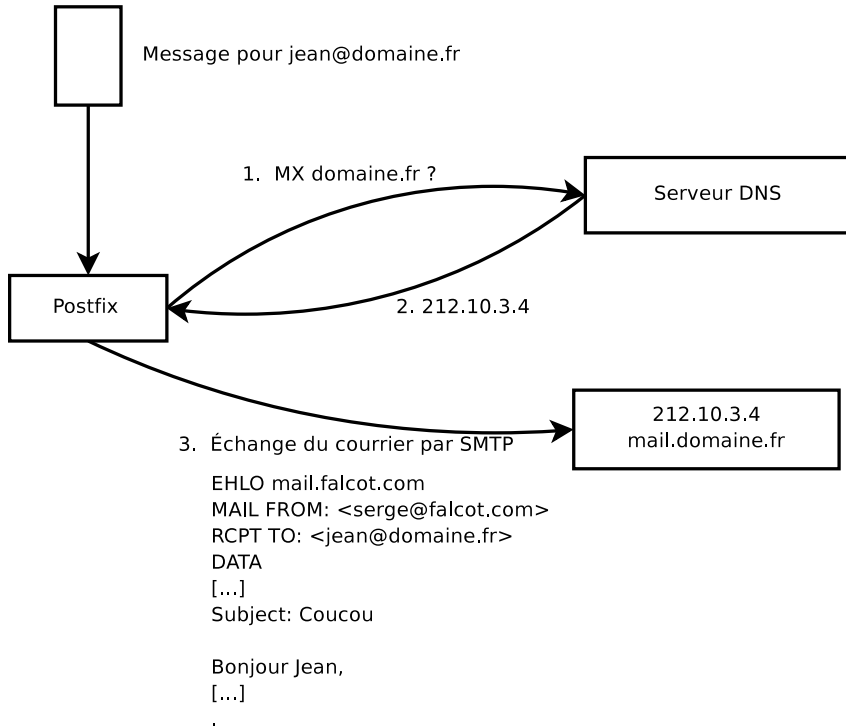 Message pour jean@domaine.fr
1. MX domaine.fr ?
Serveur DNS
Postfix
2. 212.10.3.4
212.10.3.4
mail.domaine.fr
3. Échange du courrier par SMTP
EHLO mail.falcot.com
MAIL FROM: <serge@falcot.com>
RCPT TO: <jean@domaine.fr>
DATA
[...]
Subject: Coucou
Bonjour Jean,
[...]
.